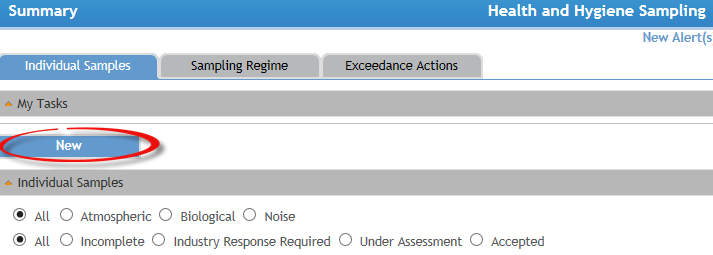 Summary Health and Hygiene Sampling
New Alert(s
Individual Samples Sampling Regime Exceedance Actions
My Tasks
New
Individual Samples
All Atmospheric Biological Noise
All Incomplete Industry Response Required Under Assessment Accepted